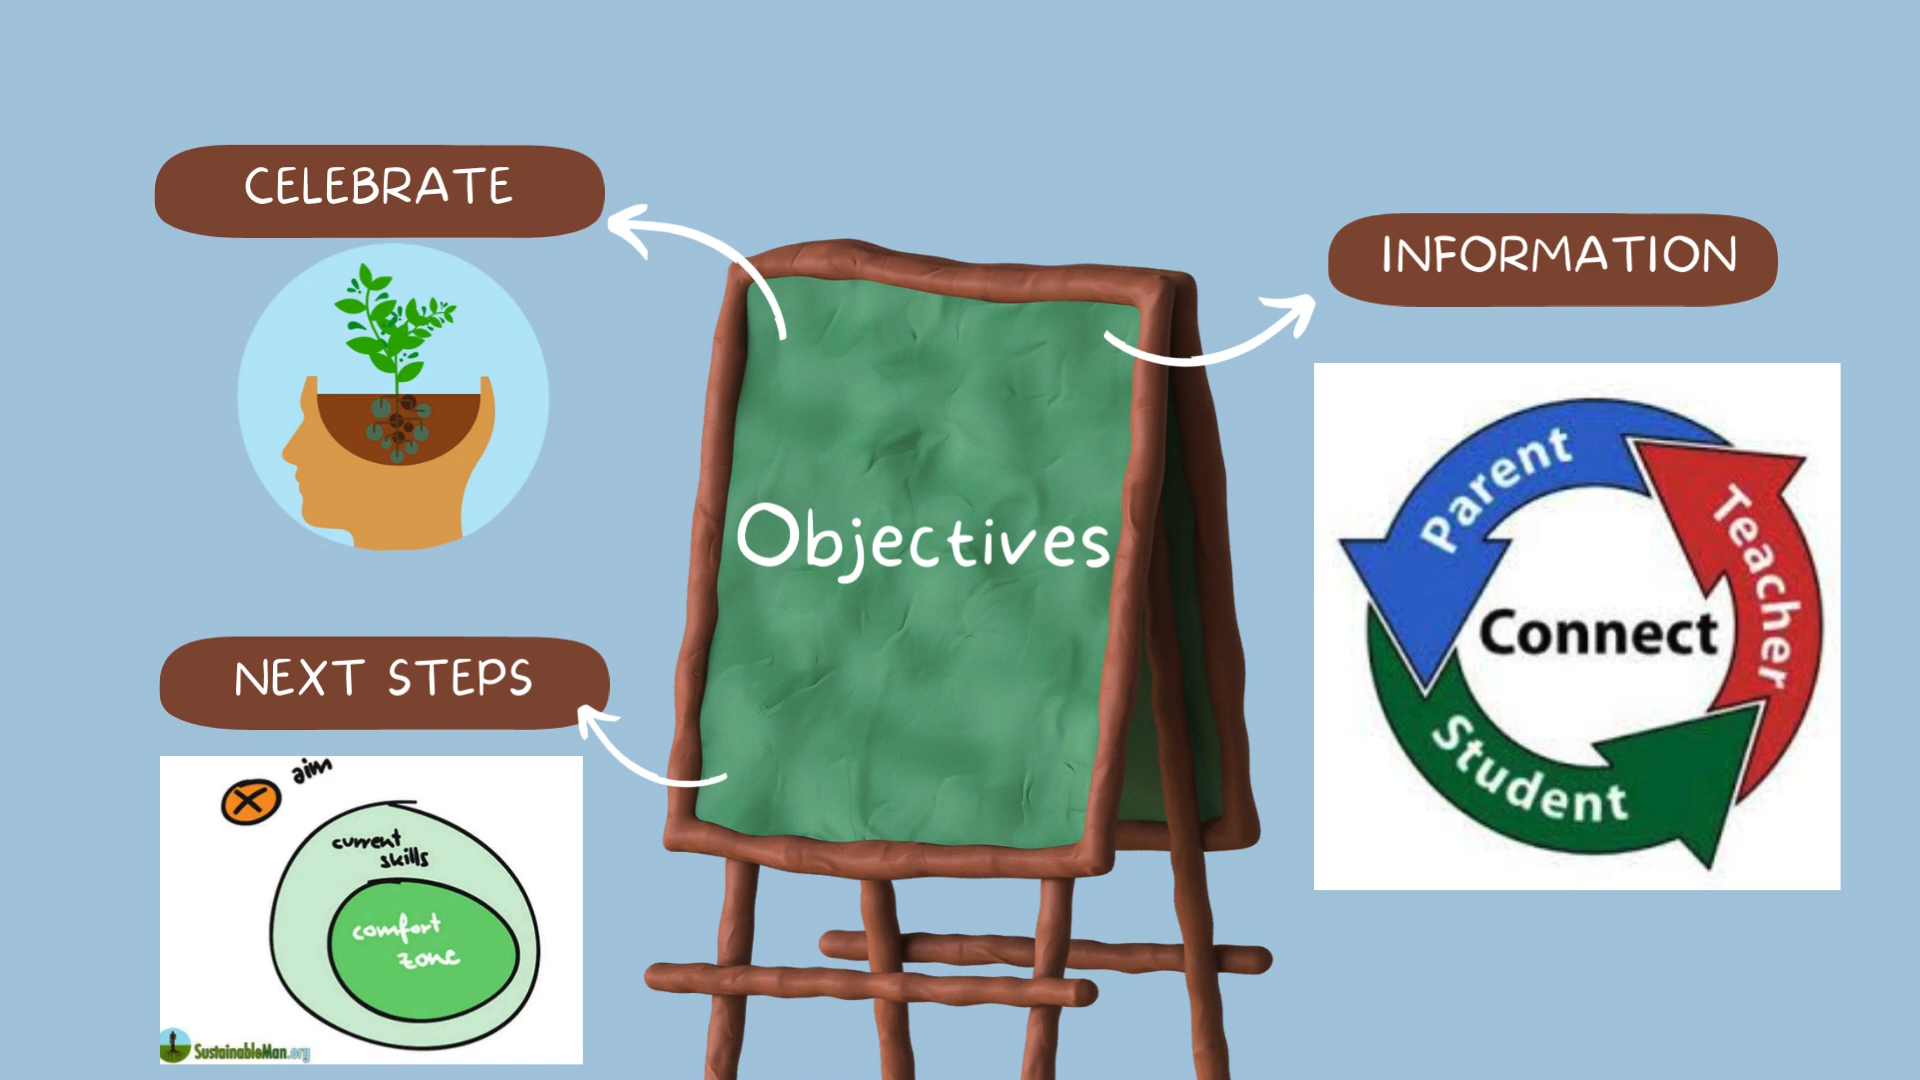 CELEBRATE
INFORMATION
Objectives
Parent
Teacher
Connect
Student
NEXT STEPS
aim
current
skills
comfort
zone
SustainableMan.org